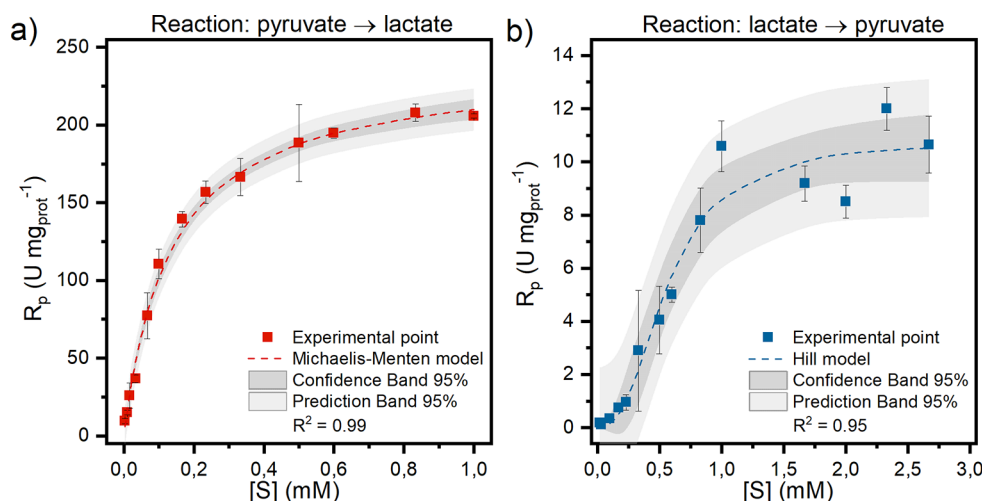 a)
Reaction: pyruvate → lactate
250
200
150
100
50
0
R_p (U mg_prot^-1)
Experimental point
Michaelis-Menten model
Confidence Band 95%
Prediction Band 95%
R² = 0.99
0,0 0,2 0,4 0,6 0,8 1,0
[S] (mM)
b)
Reaction: lactate → pyruvate
14
12
10
8
6
4
2
0
R_p (U mg_prot^-1)
Experimental point
Hill model
Confidence Band 95%
Prediction Band 95%
R² = 0.95
0,0 0,5 1,0 1,5 2,0 2,5 3,0
[S] (mM)